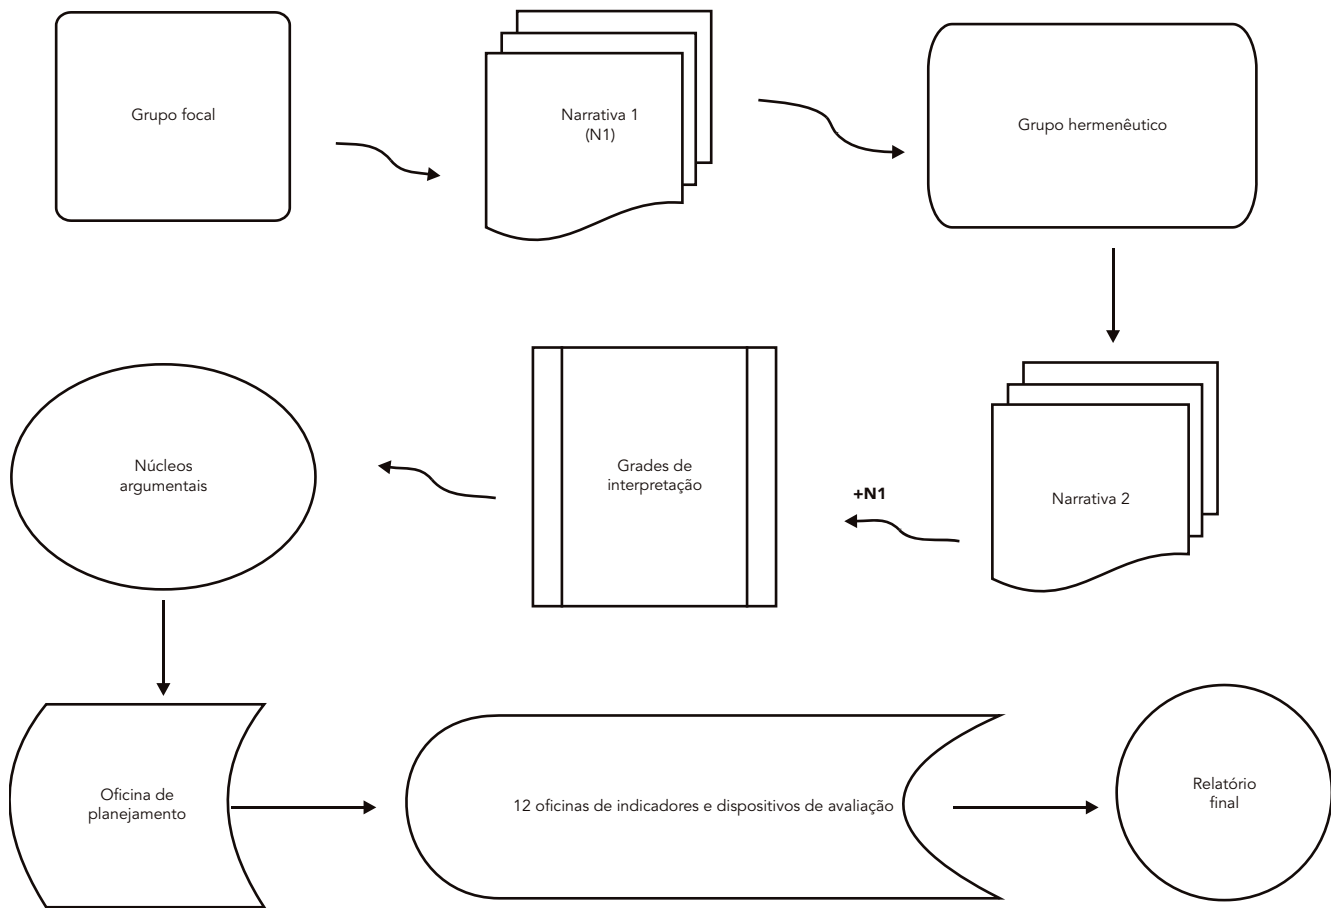 Grupo focal
Narrativa 1
(N1)
Grupo hermenêutico
Núcleos
argumentais
Grades de
interpretação
+N1
Narrativa 2
Oficina de
planejamento
12 oficinas de indicadores e dispositivos de avaliação
Relatório
final